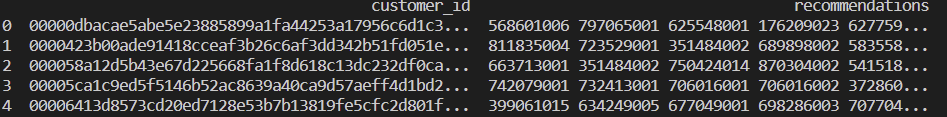 customer_id recommendations
0 00000dbacae5abe5e23885899a1fa44253a17956c6d1c3... 568601006 797065001 625548001 176209023 627759...
1 0000423b00ade91418cceaf3b26c6af3dd342b51fd051e... 811835004 723529001 351484002 689898002 583558...
2 000058a12d5b43e67d225668fa1f8d618c13dc232df0ca... 663713001 351484002 750424014 870304002 541518...
3 00005ca1c9ed5f5146b52ac8639a40ca9d57aeff4d1bd2... 742079001 732413001 706016001 706016002 372860...
4 00006413d8573cd20ed7128e53b7b13819fe5cfc2d801f... 399061015 634249005 677049001 698286003 707704...